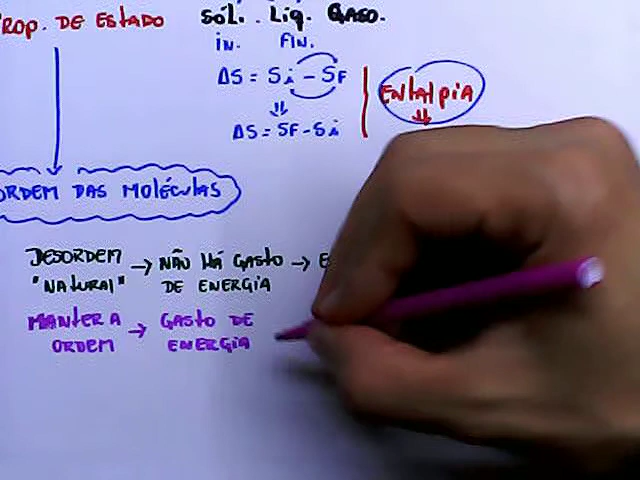 ROP. DE ESTADO
SÓL. LIQ. GASO.
IN. FIN.
ΔS = Si - SF
ΔS = SF - Si
ENTALPIA
ORDEM DAS MOLÉCULAS
DESORDEM → NÃO HÁ GASTO → E
"NATURAL" DE ENERGIA
MANTER A → GASTO DE
ORDEM ENERGIA